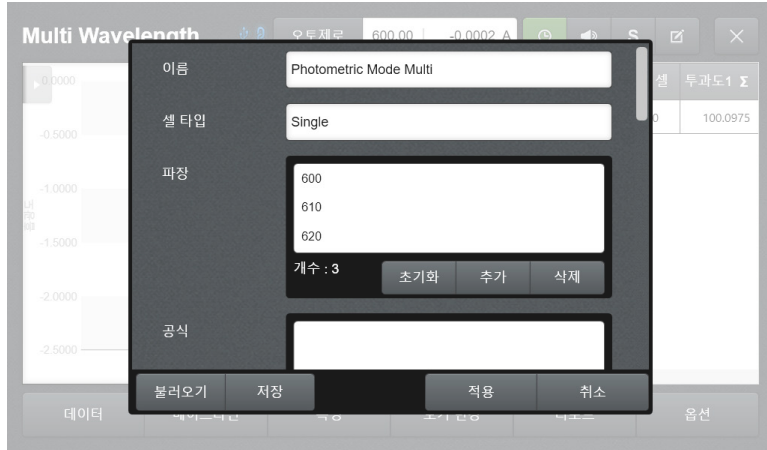 Multi Wavelength
오토제로 600.00 -0.0002 A S
셀 투과도1 Σ
0 100.0975
0.0000
-0.5000
-1.0000
-1.5000
-2.0000
-2.5000
이름 Photometric Mode Multi
셀 타입 Single
파장 600
610
620
개수 : 3 초기화 추가 삭제
공식
불러오기 저장 적용 취소
데이터 옵션